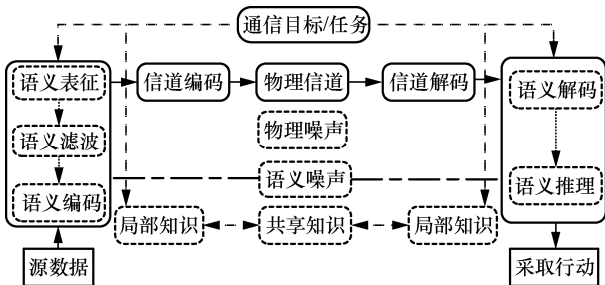 通信目标/任务
语义表征
信道编码
物理信道
信道解码
语义解码
语义滤波
物理噪声
语义噪声
语义编码
语义推理
局部知识
共享知识
局部知识
源数据
采取行动